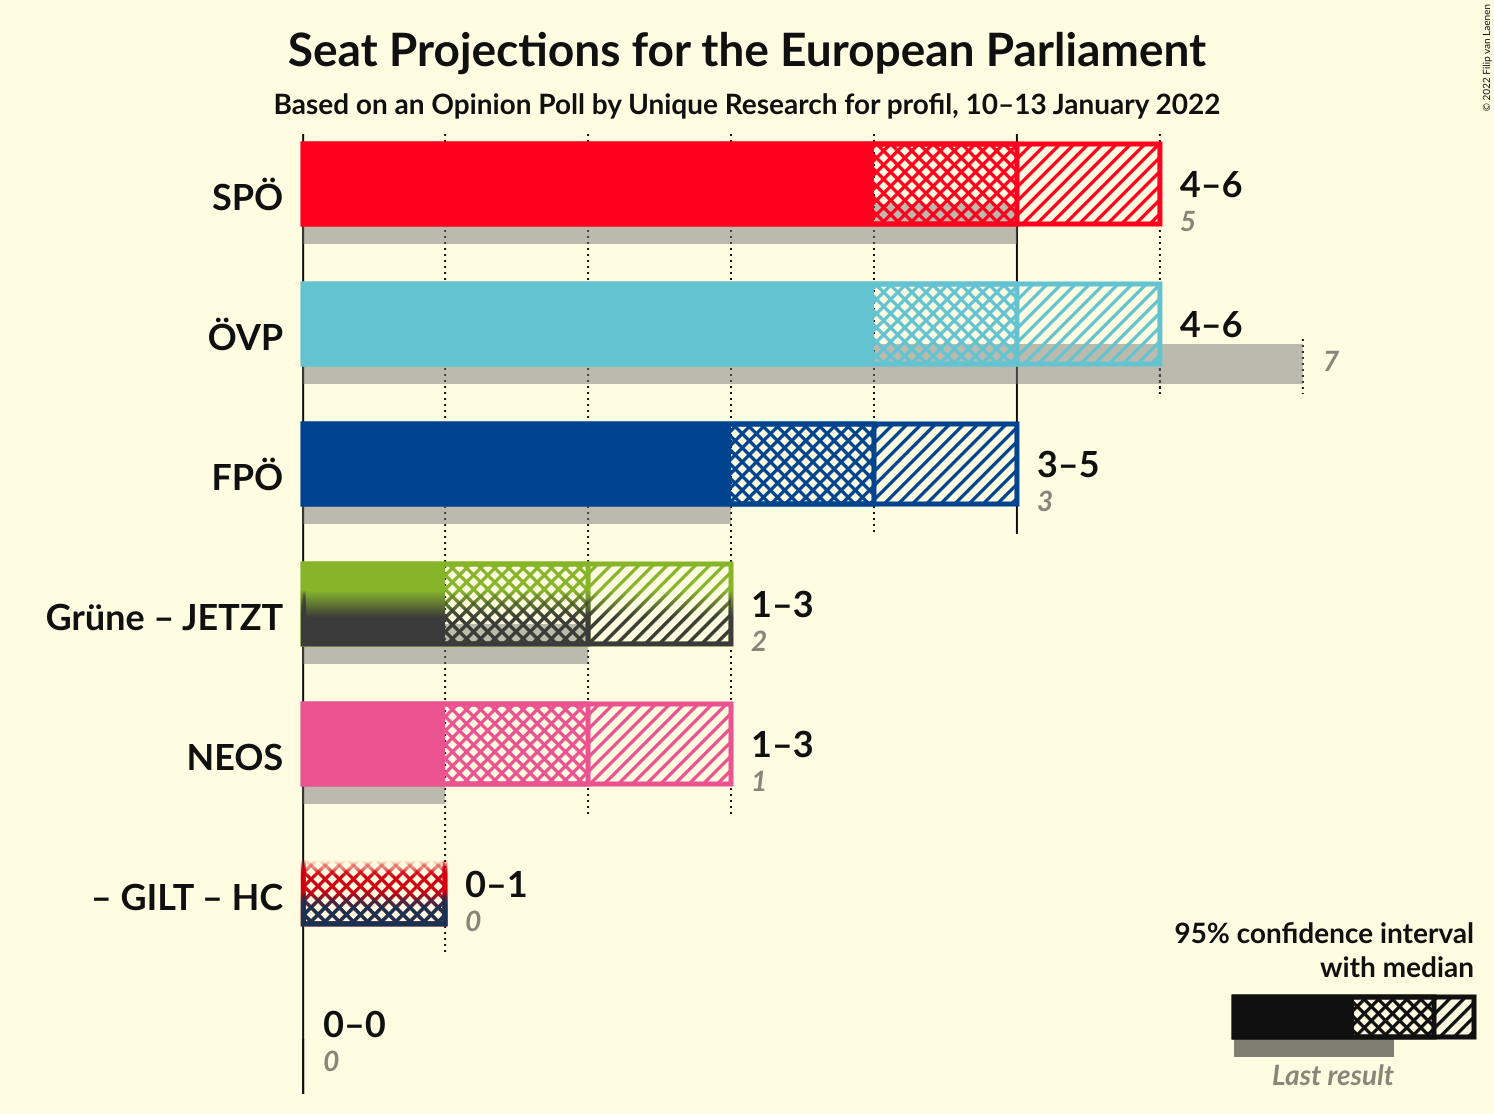 Seat Projections for the European Parliament
Based on an Opinion Poll by Unique Research for profil, 10–13 January 2022
© 2022 Filip van Laenen
SPÖ
4–6
5
ÖVP
4–6
7
FPÖ
3–5
3
Grüne – JETZT
1–3
2
NEOS
1–3
1
– GILT – HC
0–1
0
0–0
0
95% confidence interval
with median
Last result